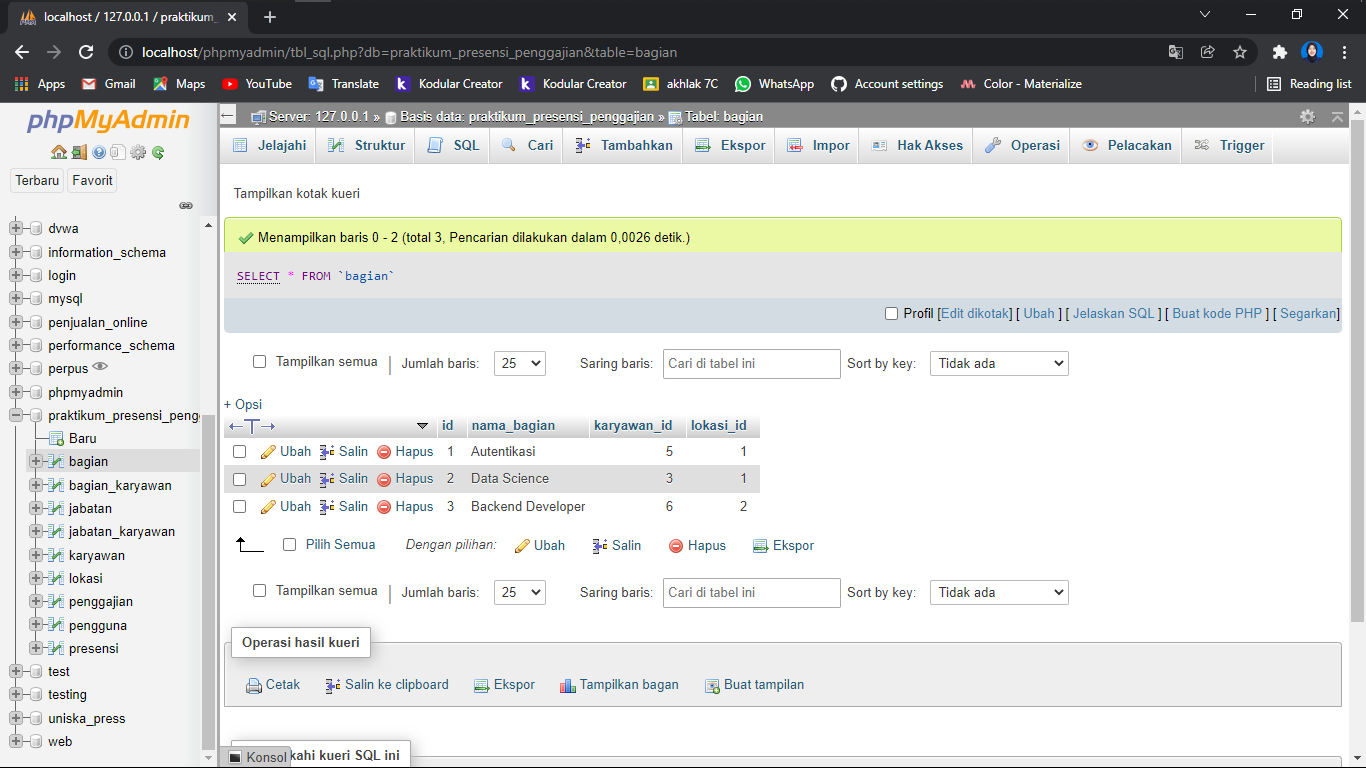 localhost / 127.0.0.1 / praktikum_
localhost/phpmyadmin/tbl_sql.php?db=praktikum_presensi_penggajian&table=bagian
Apps Gmail Maps YouTube Translate Kodular Creator Kodular Creator akhlak 7C WhatsApp Account settings Color - Materialize Reading list
phpMyAdmin
Terbaru Favorit
dvwa
information_schema
login
mysql
penjualan_online
performance_schema
perpus
phpmyadmin
praktikum_presensi_peng
Baru
bagian
bagian_karyawan
jabatan
jabatan_karyawan
karyawan
lokasi
penggajian
pengguna
presensi
test
testing
uniska_press
web
Server: 127.0.0.1 » Basis data: praktikum_presensi_penggajian » Tabel: bagian
Jelajahi Struktur SQL Cari Tambahkan Ekspor Impor Hak Akses Operasi Pelacakan Trigger
Tampilkan kotak kueri
Menampilkan baris 0 - 2 (total 3, Pencarian dilakukan dalam 0,0026 detik.)
SELECT * FROM `bagian`
Profil [Edit dikotak] [ Ubah ] [ Jelaskan SQL ] [ Buat kode PHP ] [ Segarkan]
Tampilkan semua | Jumlah baris: 25 Saring baris: Cari di tabel ini Sort by key: Tidak ada
+ Opsi
←T→ id nama_bagian karyawan_id lokasi_id
Ubah Salin Hapus 1 Autentikasi 5 1
Ubah Salin Hapus 2 Data Science 3 1
Ubah Salin Hapus 3 Backend Developer 6 2
Pilih Semua Dengan pilihan: Ubah Salin Hapus Ekspor
Tampilkan semua | Jumlah baris: 25 Saring baris: Cari di tabel ini Sort by key: Tidak ada
Operasi hasil kueri
Cetak Salin ke clipboard Ekspor Tampilkan bagan Buat tampilan
Konsol kahi kueri SQL ini